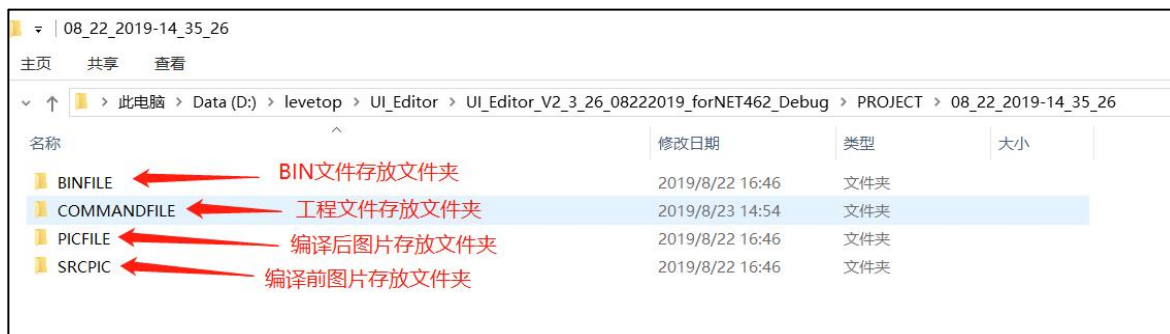 08_22_2019-14_35_26
主页 共享 查看
此电脑 > Data (D:) > levetop > UI_Editor > UI_Editor_V2_3_26_08222019_forNET462_Debug > PROJECT > 08_22_2019-14_35_26
名称 修改日期 类型 大小
BINFILE BIN文件存放文件夹 2019/8/22 16:46 文件夹
COMMANDFILE 工程文件存放文件夹 2019/8/23 14:54 文件夹
PICFILE 编译后图片存放文件夹 2019/8/22 16:46 文件夹
SRCPIC 编译前图片存放文件夹 2019/8/22 16:46 文件夹